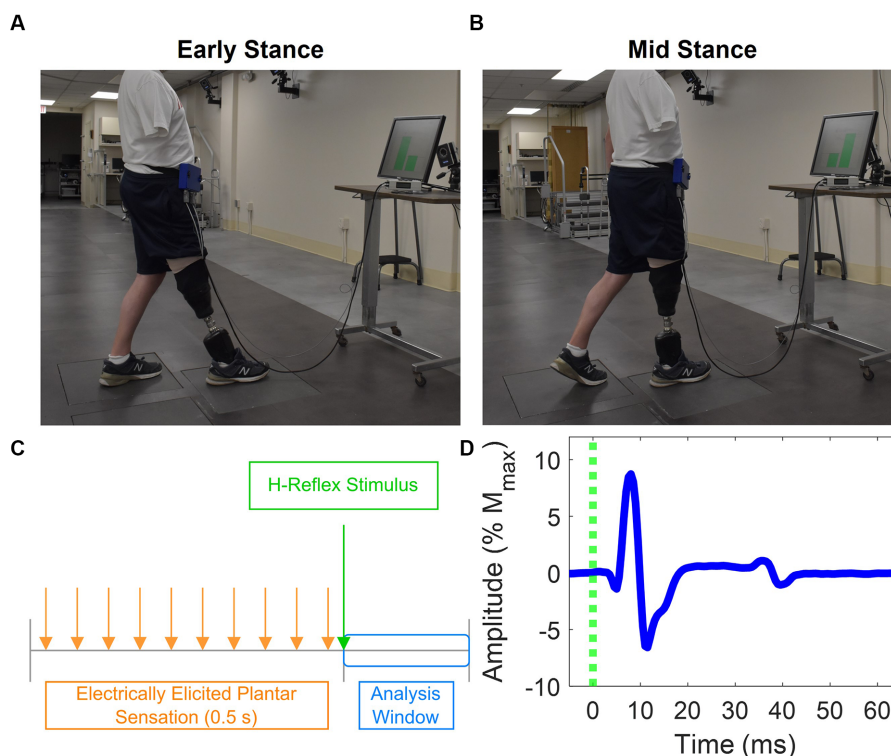 A
B
Early Stance
Mid Stance
N
N
N
N
C
D
H-Reflex Stimulus
Electrically Elicited Plantar
Sensation (0.5 s)
Analysis
Window
Amplitude (% Mmax)
10
5
0
-5
-10
0
10
20
30
40
50
60
Time (ms)